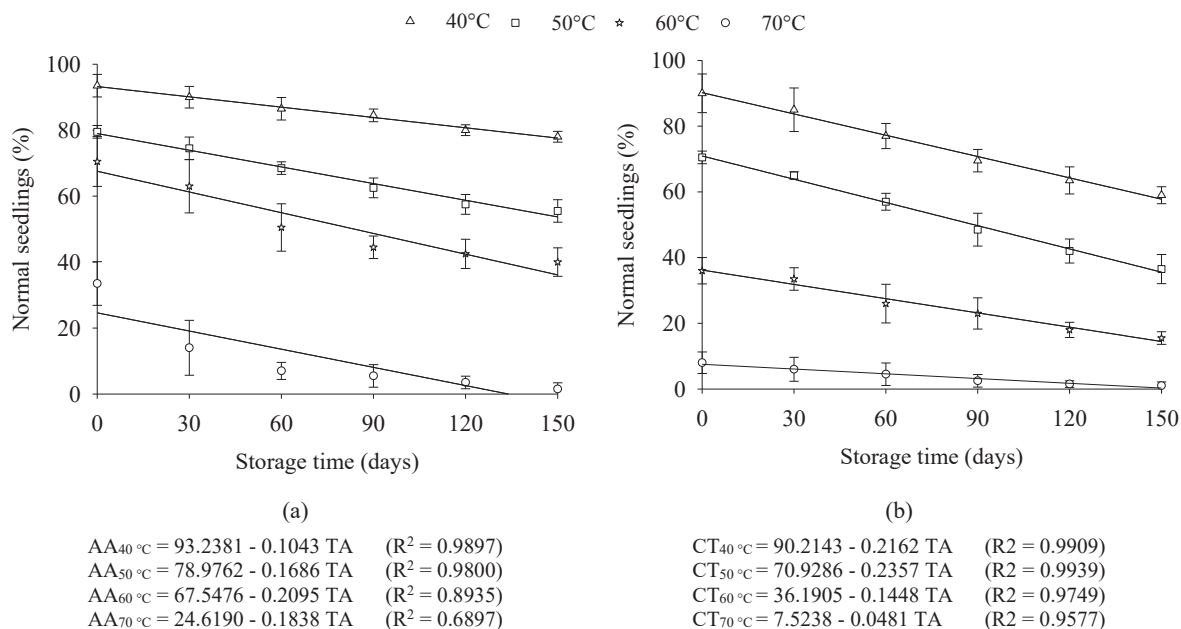 40°C 50°C 60°C 70°C
100
80
60
40
20
0
Normal seedlings (%)
0 30 60 90 120 150
Storage time (days)
(a)
AA40 °C = 93.2381 - 0.1043 TA (R² = 0.9897)
AA50 °C = 78.9762 - 0.1686 TA (R² = 0.9800)
AA60 °C = 67.5476 - 0.2095 TA (R² = 0.8935)
AA70 °C = 24.6190 - 0.1838 TA (R² = 0.6897)
100
80
60
40
20
0
Normal seedlings (%)
0 30 60 90 120 150
Storage time (days)
(b)
CT40 °C = 90.2143 - 0.2162 TA (R2 = 0.9909)
CT50 °C = 70.9286 - 0.2357 TA (R2 = 0.9939)
CT60 °C = 36.1905 - 0.1448 TA (R2 = 0.9749)
CT70 °C = 7.5238 - 0.0481 TA (R2 = 0.9577)